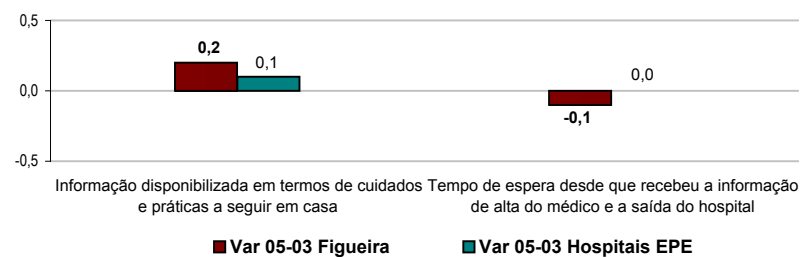 0,5
0,2
0,1
0,0
0,0
-0,1
-0,5
Informação disponibilizada em termos de cuidados
e práticas a seguir em casa
Tempo de espera desde que recebeu a informação
de alta do médico e a saída do hospital
Var 05-03 Figueira
Var 05-03 Hospitais EPE